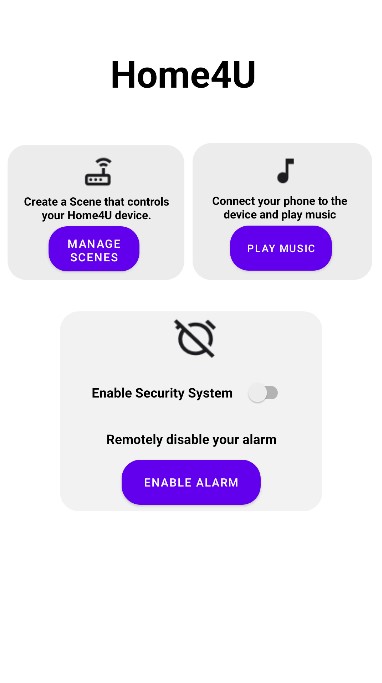 Home4U
Create a Scene that controls
your Home4U device.
MANAGE
SCENES
Connect your phone to the
device and play music
PLAY MUSIC
Enable Security System
Remotely disable your alarm
ENABLE ALARM